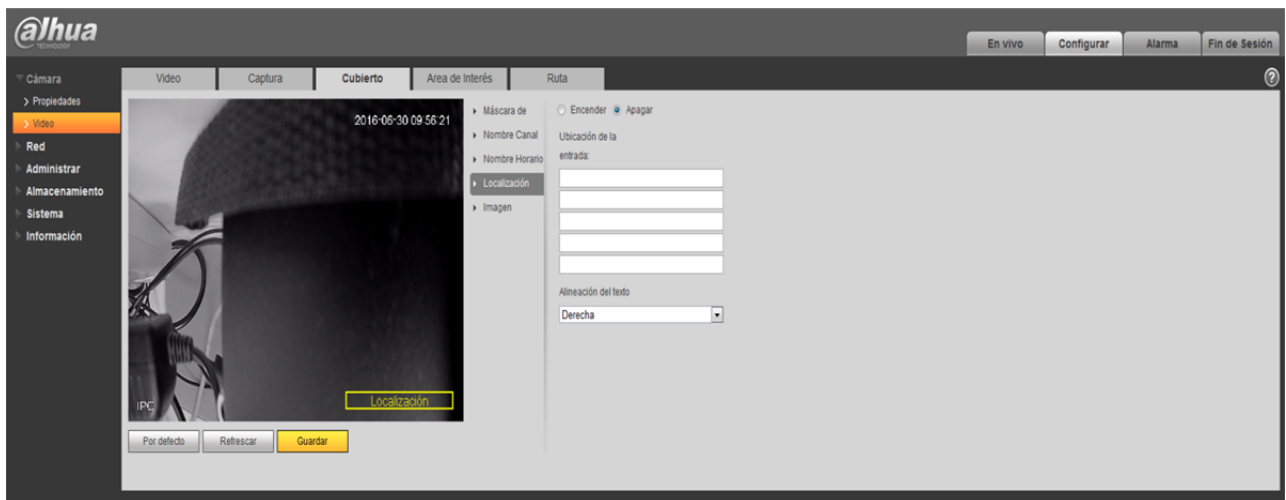 alhua
TECHNOLOGY
En vivo
Configurar
Alarma
Fin de Sesión
Cámara
Propiedades
Video
Red
Administrar
Almacenamiento
Sistema
Información
Video
Captura
Cubierto
Area de Interés
Ruta
2016-06-30 09:56:21
IPC
Localización
Por defecto
Refrescar
Guardar
Máscara de
Nombre Canal
Nombre Horario
Localización
Imagen
Encender
Apagar
Ubicación de la
entrada:
Alineación del texto
Derecha